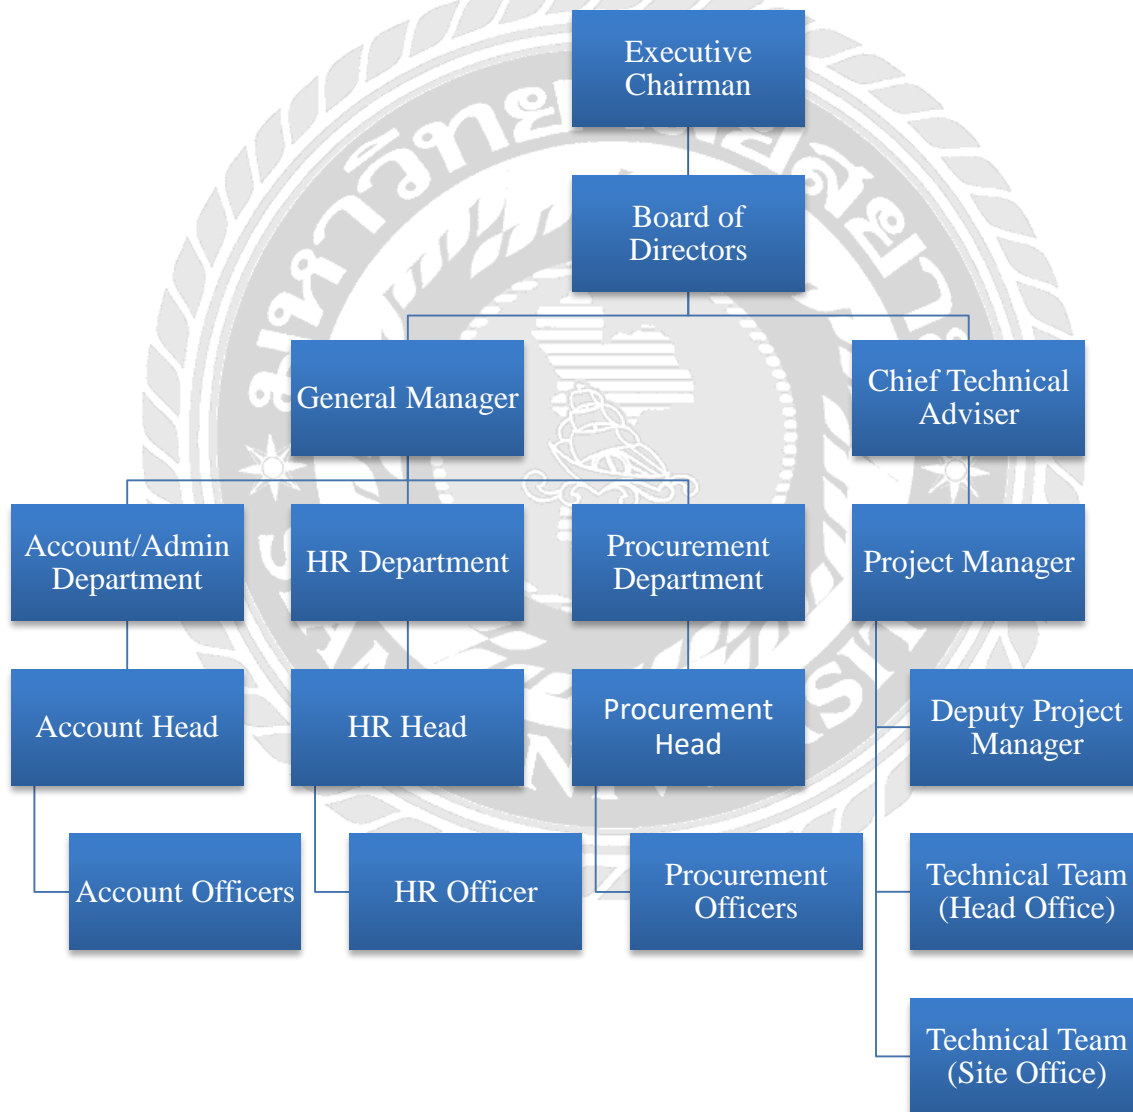 Executive
Chairman
Board of
Directors
General Manager
Chief Technical
Adviser
Account/Admin
Department
HR Department
Procurement
Department
Project Manager
Account Head
HR Head
Procurement
Head
Deputy Project
Manager
Account Officers
HR Officer
Procurement
Officers
Technical Team
(Head Office)
Technical Team
(Site Office)